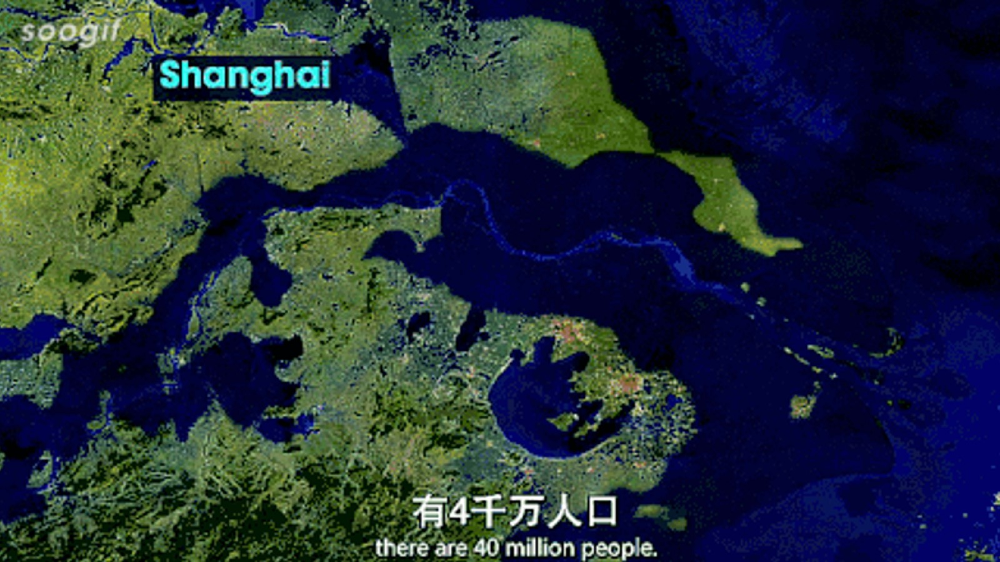 soogif
Shanghai
有4千万人口
there are 40 million people.